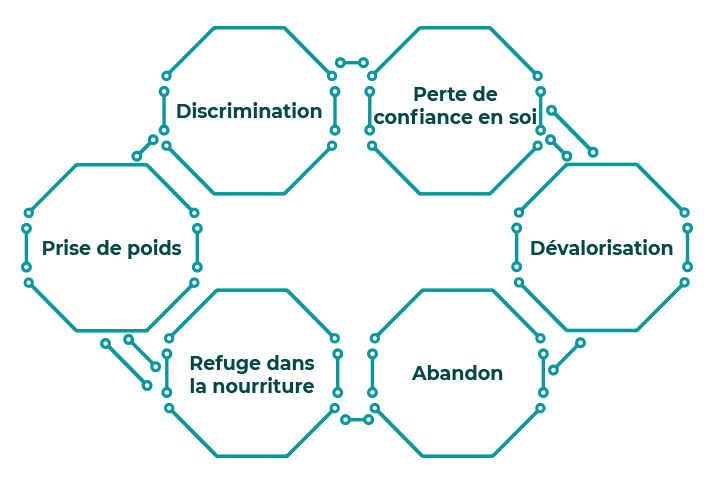 Discrimination
Perte de
confiance en soi
Prise de poids
Dévalorisation
Refuge dans
la nourriture
Abandon